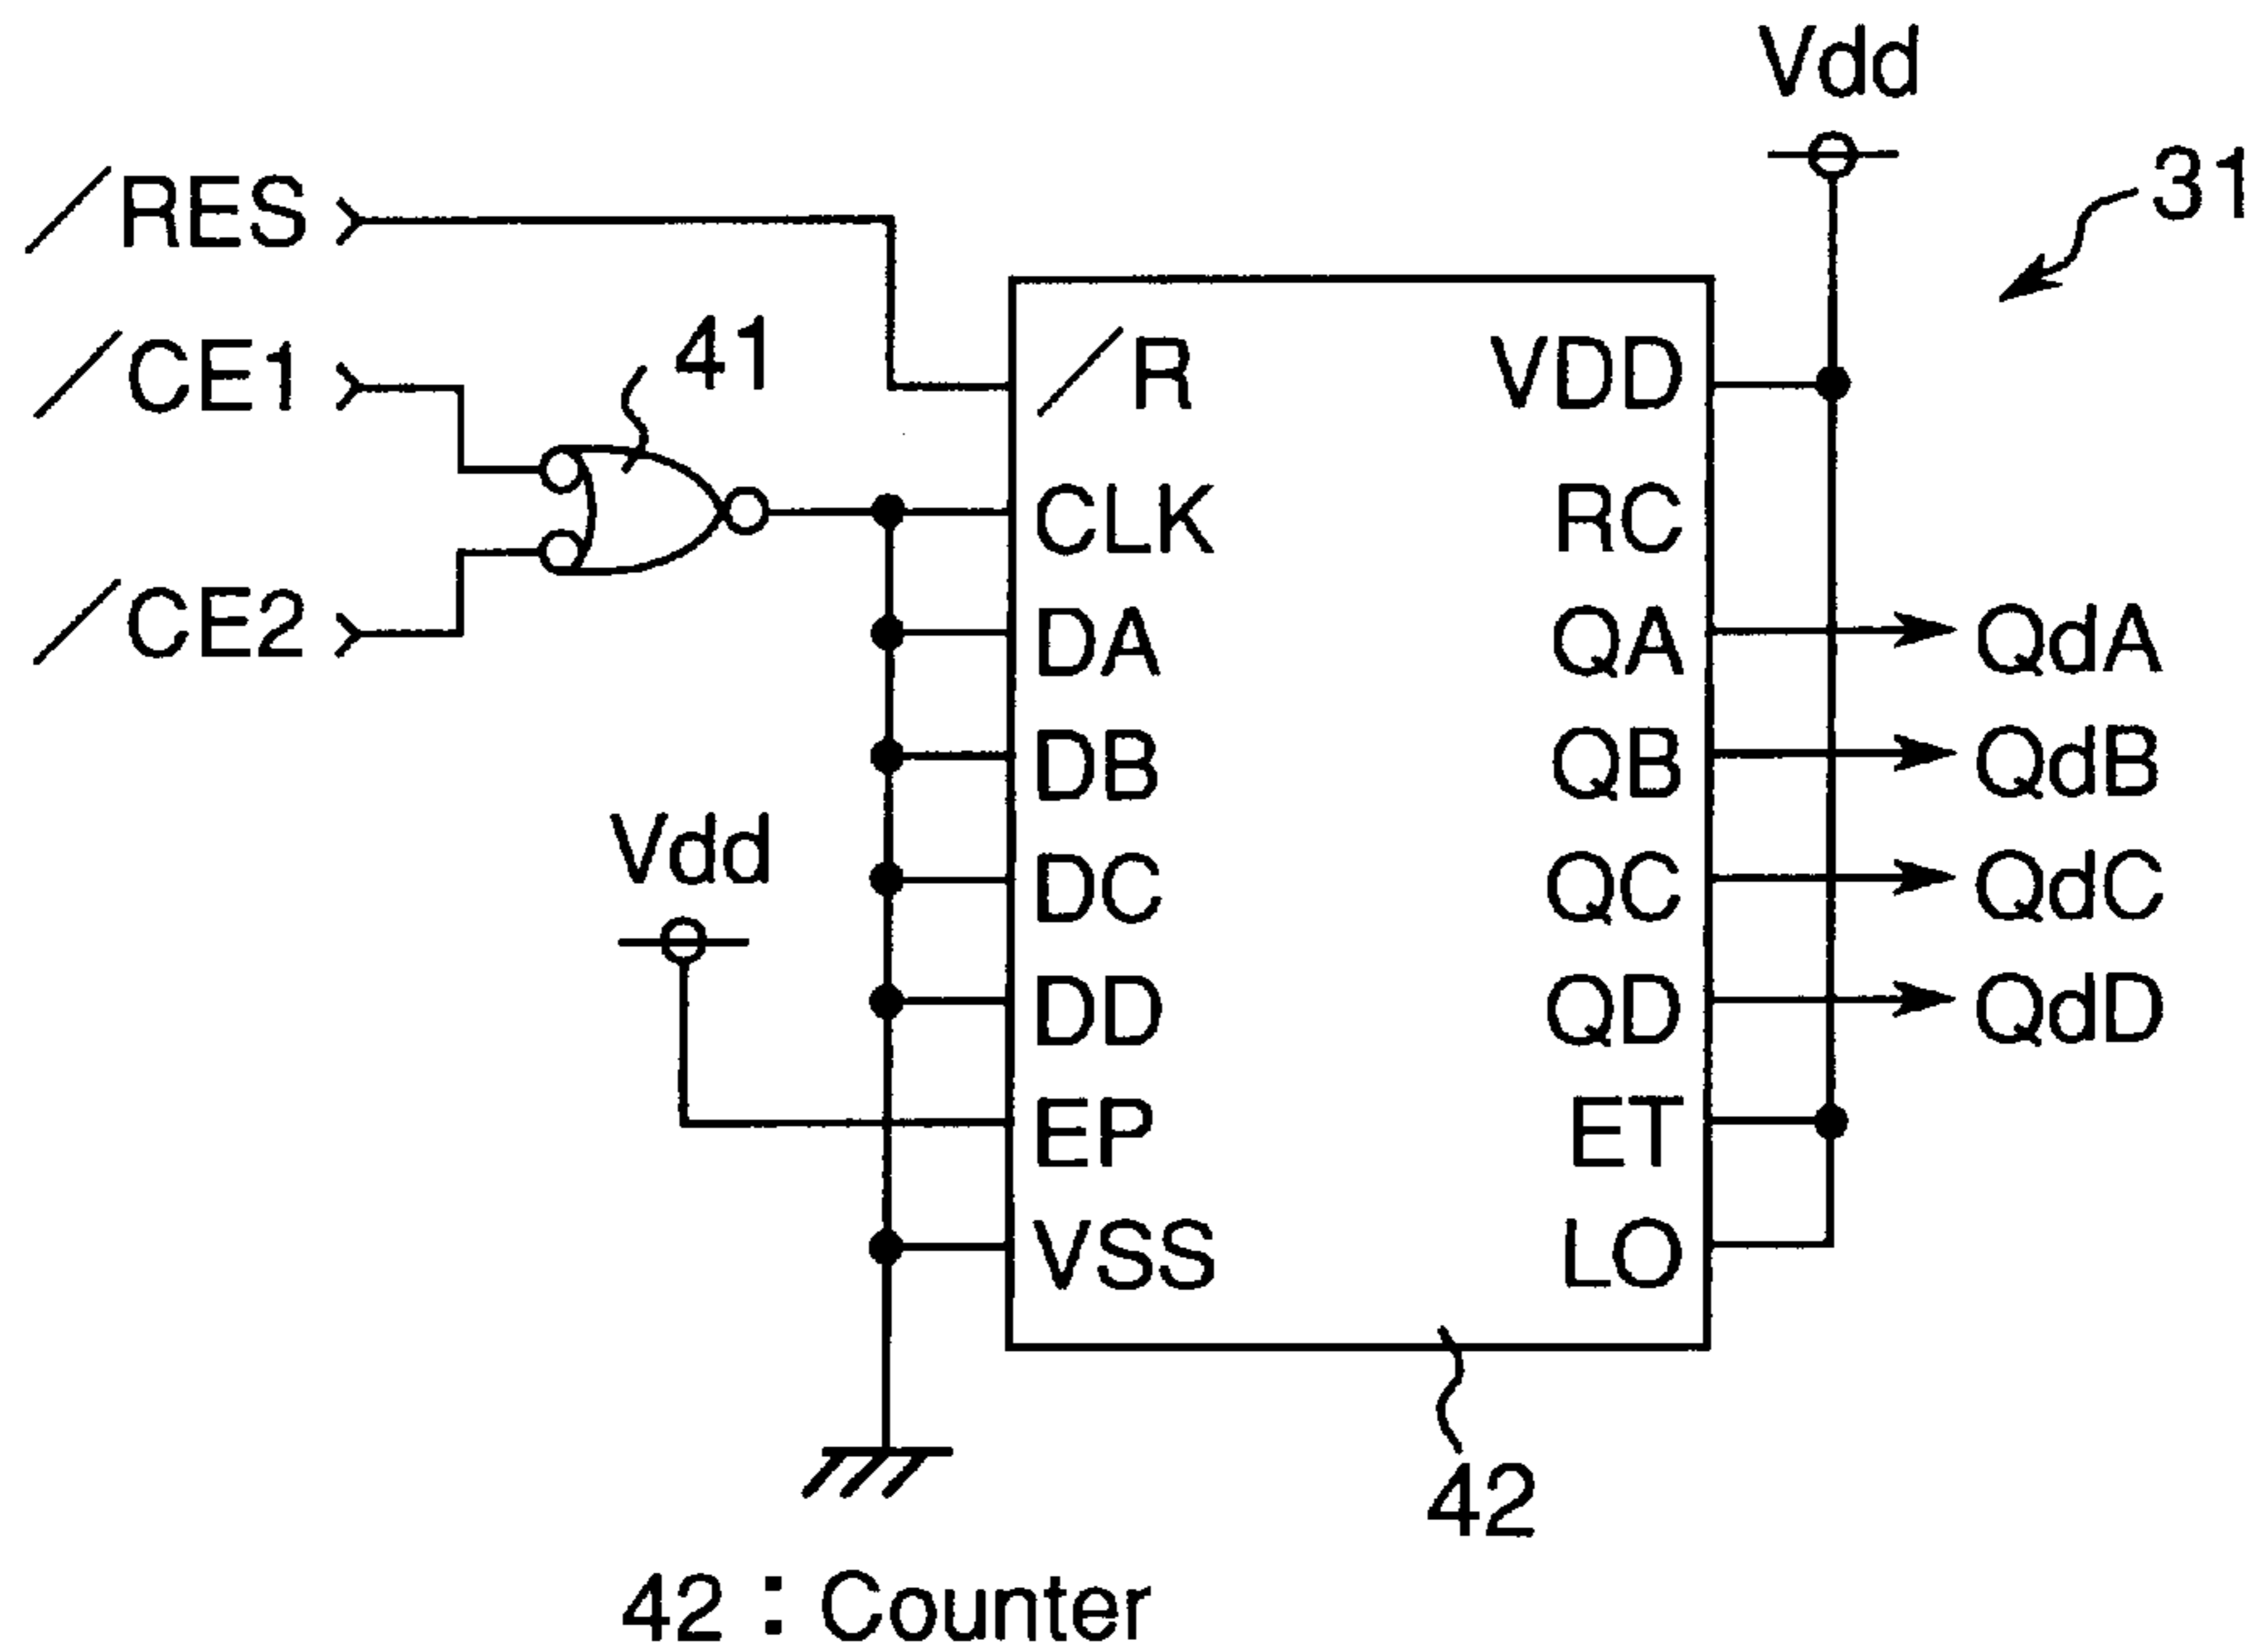 Vdd
31
/RES
/CE1
41
/CE2
/R
VDD
CLK
RC
DA
QA
QdA
DB
QB
QdB
Vdd
DC
QC
QdC
DD
QD
QdD
EP
ET
VSS
LO
42
42 : Counter